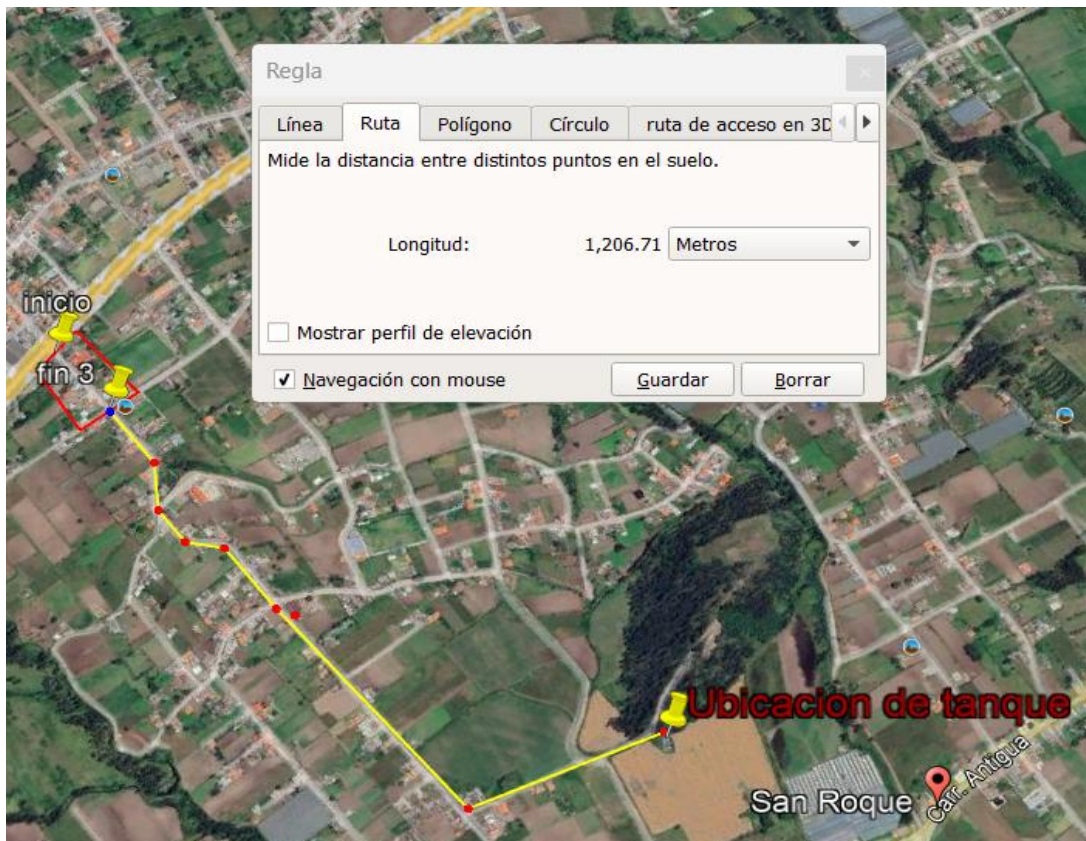 Regla
Línea Ruta Polígono Círculo ruta de acceso en 3D
Mide la distancia entre distintos puntos en el suelo.
Longitud: 1,206.71 Metros
Mostrar perfil de elevación
Navegación con mouse Guardar Borrar
inicio
fin 3
Ubicacion de tanque
San Roque
Carr. Antigua